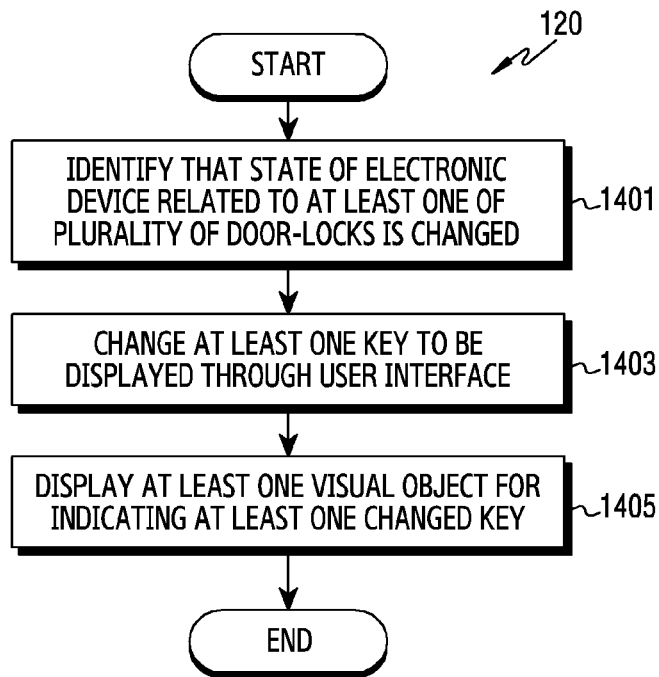 120
START
IDENTIFY THAT STATE OF ELECTRONIC
DEVICE RELATED TO AT LEAST ONE OF
PLURALITY OF DOOR-LOCKS IS CHANGED
1401
CHANGE AT LEAST ONE KEY TO BE
DISPLAYED THROUGH USER INTERFACE
1403
DISPLAY AT LEAST ONE VISUAL OBJECT FOR
INDICATING AT LEAST ONE CHANGED KEY
1405
END